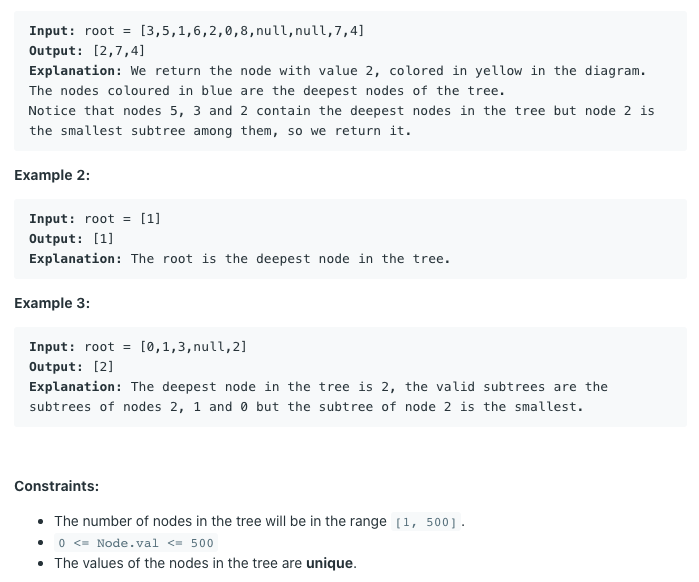 Input: root = [3,5,1,6,2,0,8,null,null,7,4]
Output: [2,7,4]
Explanation: We return the node with value 2, colored in yellow in the diagram.
The nodes coloured in blue are the deepest nodes of the tree.
Notice that nodes 5, 3 and 2 contain the deepest nodes in the tree but node 2 is
the smallest subtree among them, so we return it.
Example 2:
Input: root = [1]
Output: [1]
Explanation: The root is the deepest node in the tree.
Example 3:
Input: root = [0,1,3,null,2]
Output: [2]
Explanation: The deepest node in the tree is 2, the valid subtrees are the
subtrees of nodes 2, 1 and 0 but the subtree of node 2 is the smallest.
Constraints:
• The number of nodes in the tree will be in the range [1, 500].
• 0 <= Node.val <= 500
• The values of the nodes in the tree are unique.